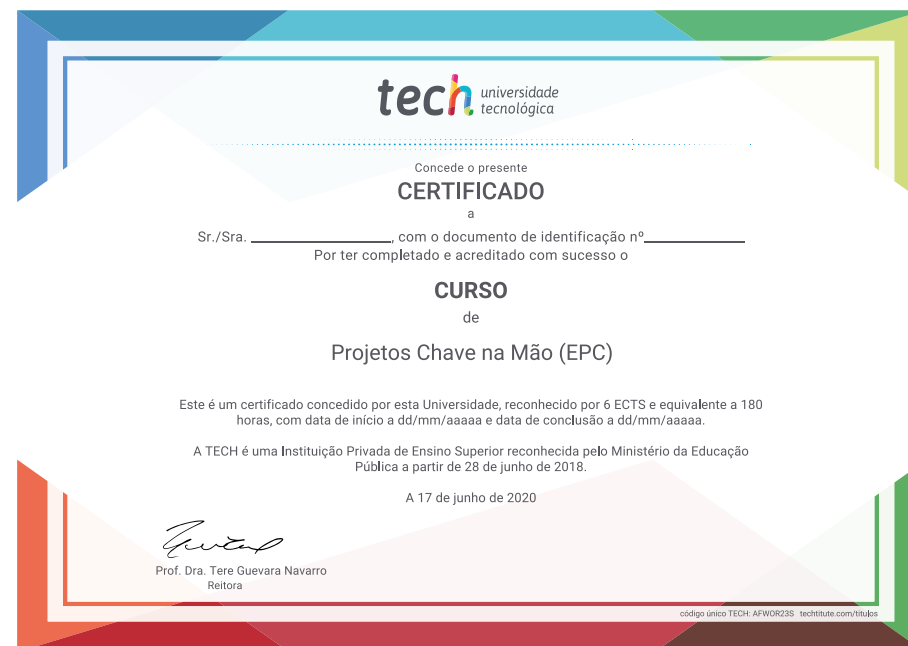 tech universidade
tecnológica
Concede o presente
CERTIFICADO
a
Sr./Sra. ____________________, com o documento de identificação nº______________
Por ter completado e acreditado com sucesso o
CURSO
de
Projetos Chave na Mão (EPC)
Este é um certificado concedido por esta Universidade, reconhecido por 6 ECTS e equivalente a 180
horas, com data de início a dd/mm/aaaaa e data de conclusão a dd/mm/aaaaa.
A TECH é uma Instituição Privada de Ensino Superior reconhecida pelo Ministério da Educação
Pública a partir de 28 de junho de 2018.
A 17 de junho de 2020
Prof. Dra. Tere Guevara Navarro
Reitora
código único TECH: AFWOR23S techtitute.com/titulos